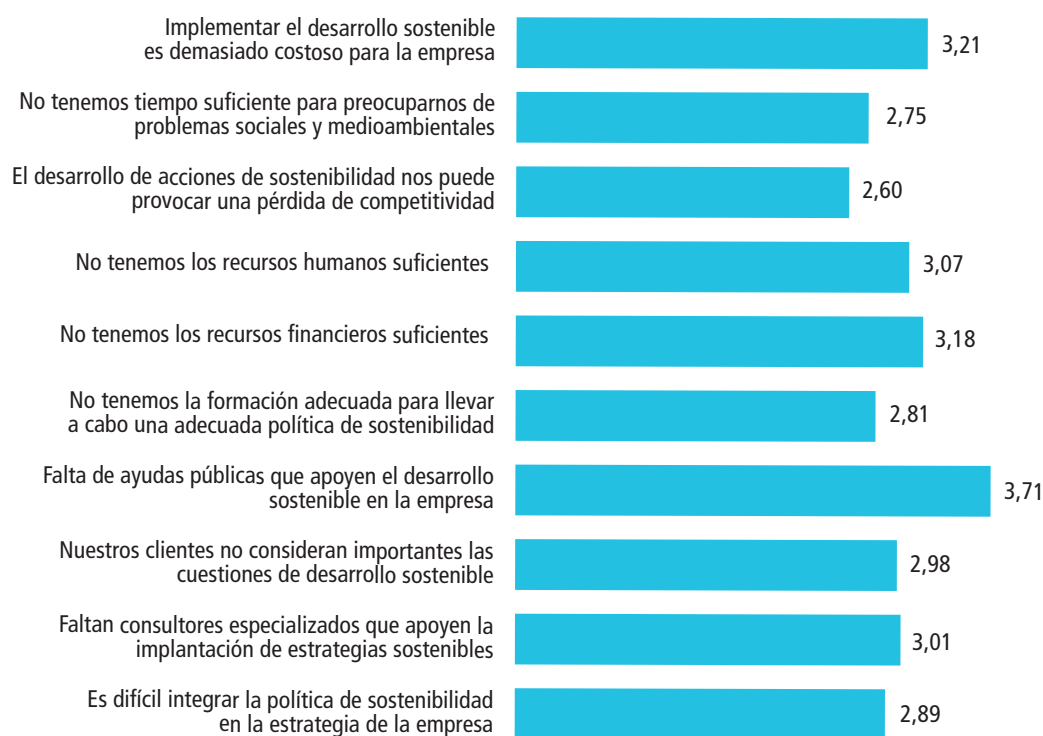 Implementar el desarrollo sostenible
es demasiado costoso para la empresa
3,21
No tenemos tiempo suficiente para preocuparnos de
problemas sociales y medioambientales
2,75
El desarrollo de acciones de sostenibilidad nos puede
provocar una pérdida de competitividad
2,60
No tenemos los recursos humanos suficientes
3,07
No tenemos los recursos financieros suficientes
3,18
No tenemos la formación adecuada para llevar
a cabo una adecuada política de sostenibilidad
2,81
Falta de ayudas públicas que apoyen el desarrollo
sostenible en la empresa
3,71
Nuestros clientes no consideran importantes las
cuestiones de desarrollo sostenible
2,98
Faltan consultores especializados que apoyen la
implantación de estrategias sostenibles
3,01
Es difícil integrar la política de sostenibilidad
en la estrategia de la empresa
2,89